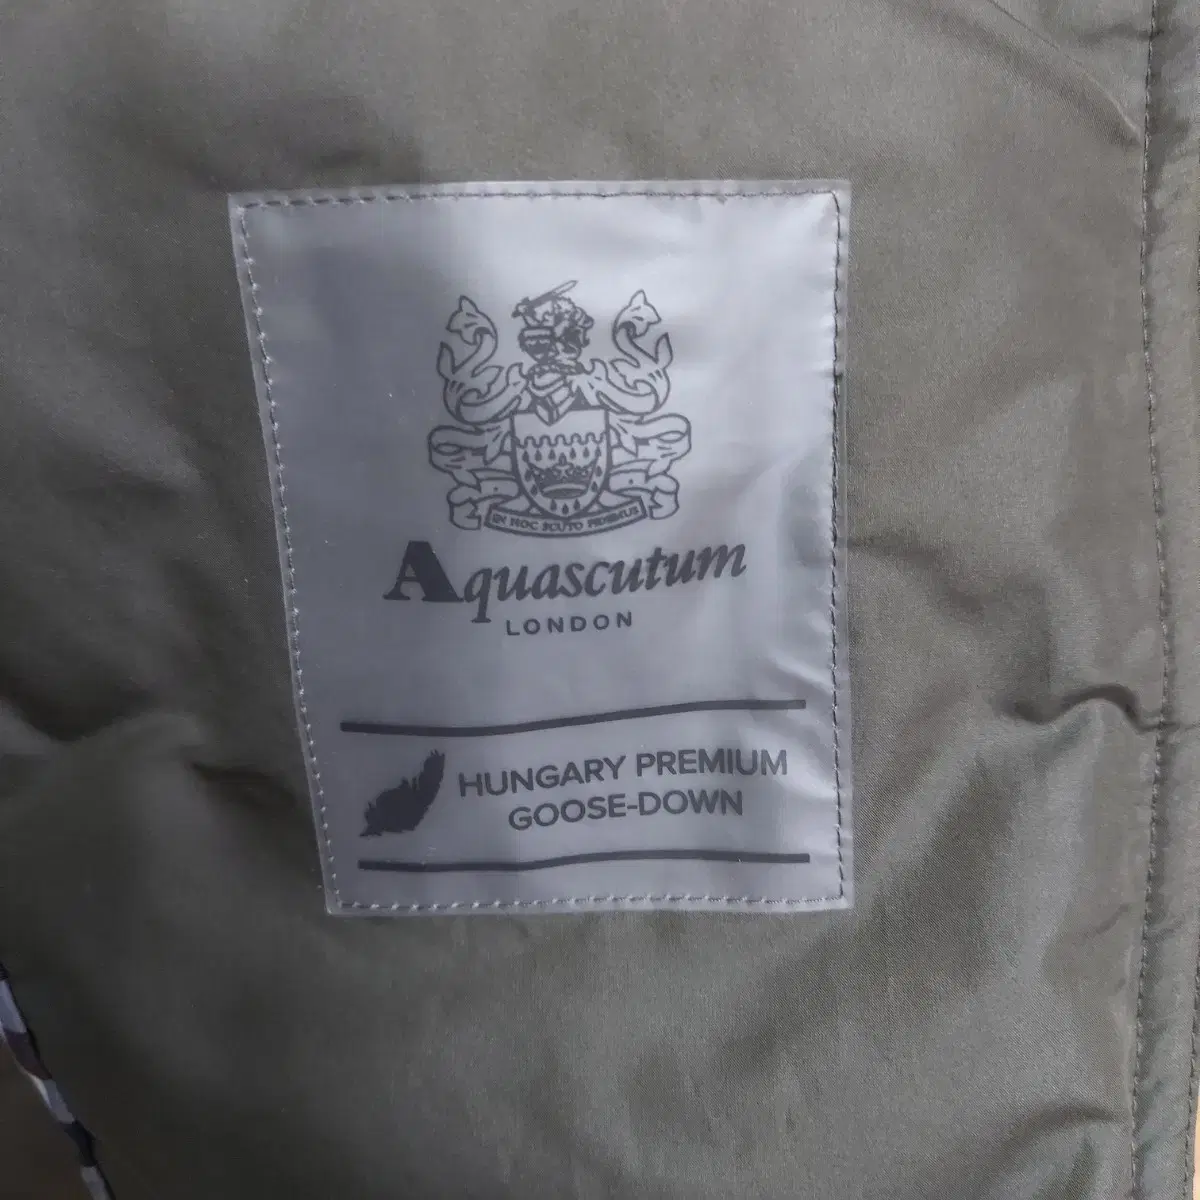 IN HOC SCUTO FIDEMUS
Aquascutum
LONDON
HUNGARY PREMIUM
GOOSE-DOWN